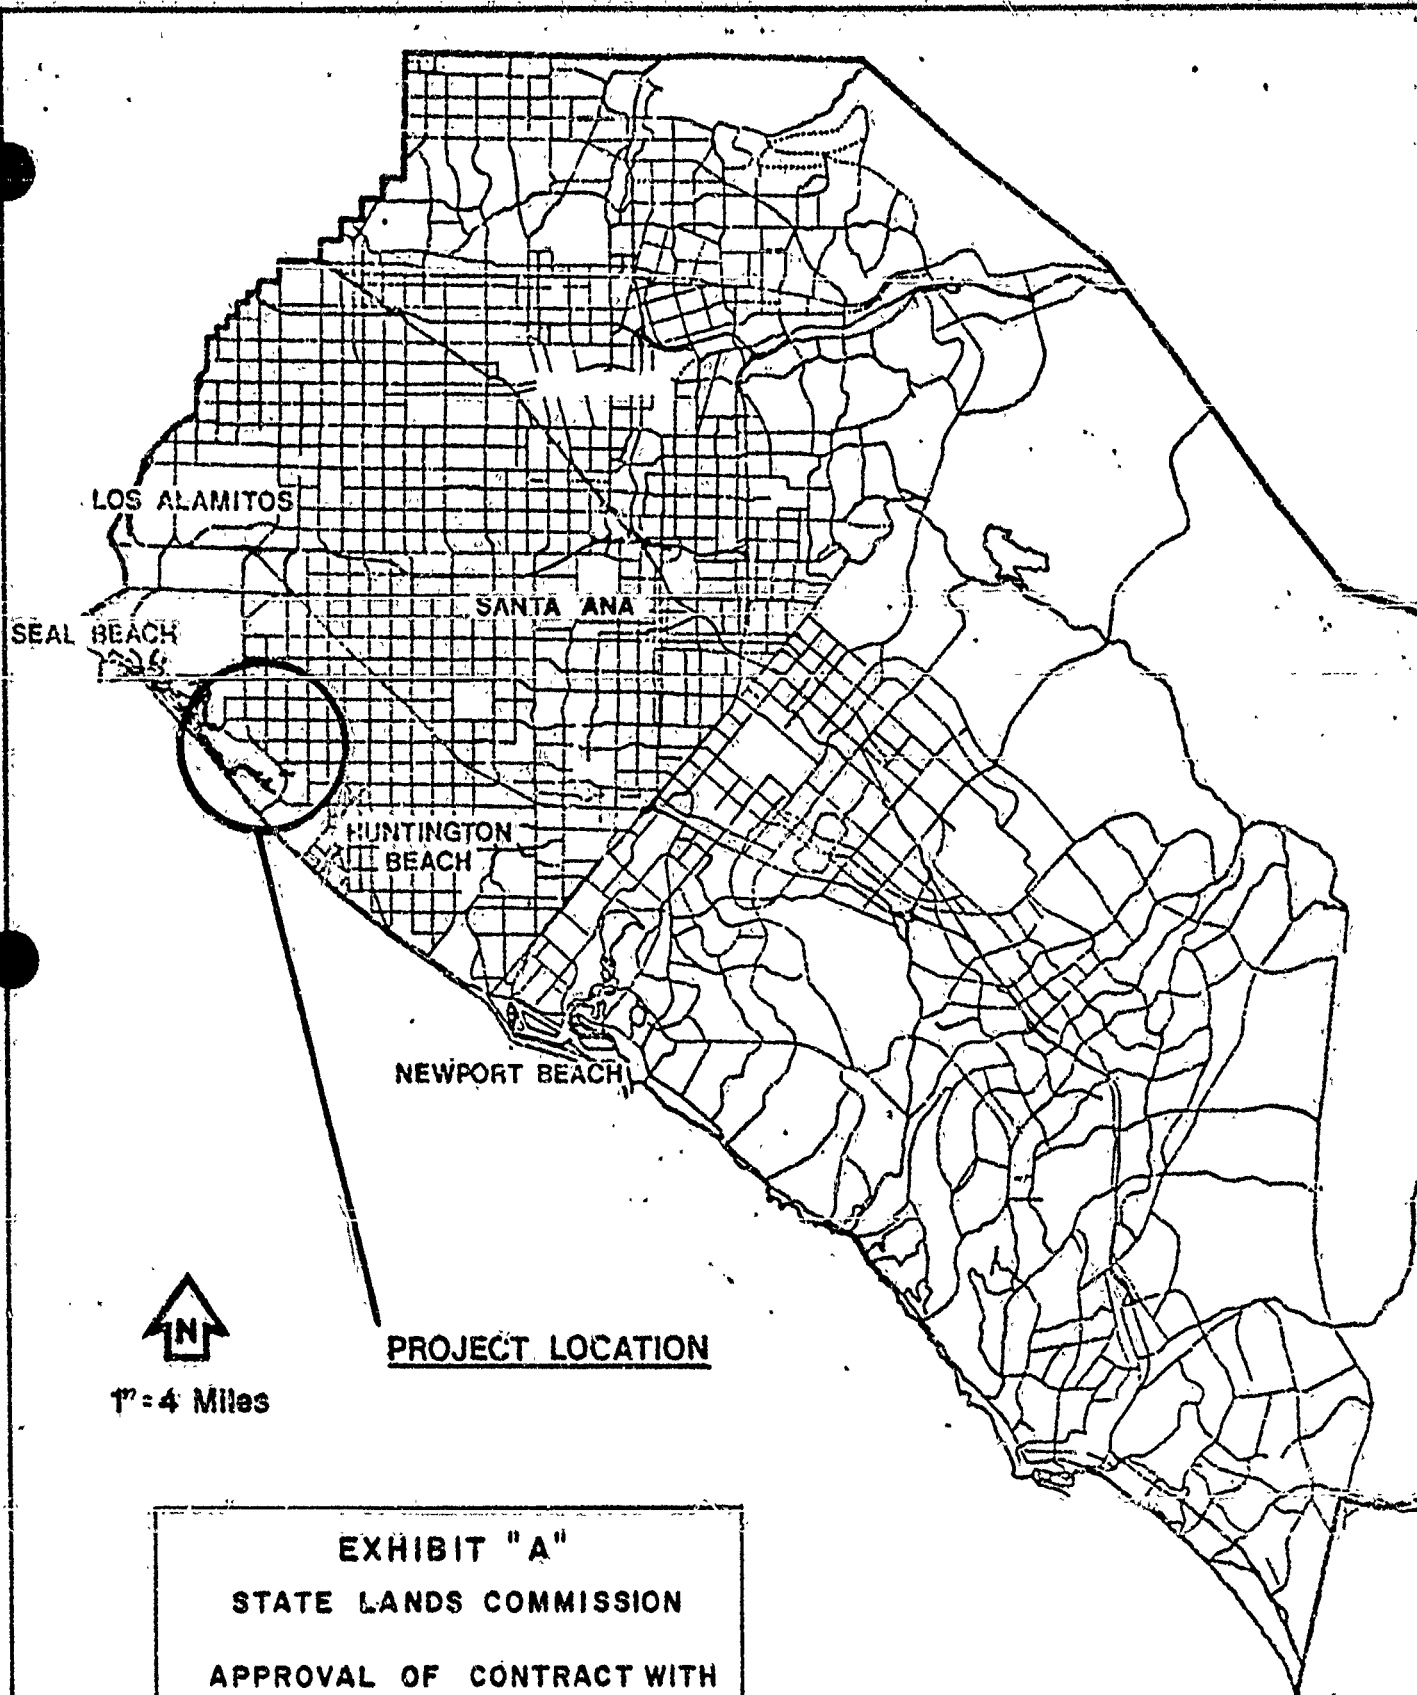 LOS ALAMITOS
SANTA ANA
SEAL BEACH
HUNTINGTON
BEACH
NEWPORT BEACH
N
1"=4 Miles
PROJECT LOCATION
EXHIBIT "A"
STATE LANDS COMMISSION
APPROVAL OF CONTRACT WITH